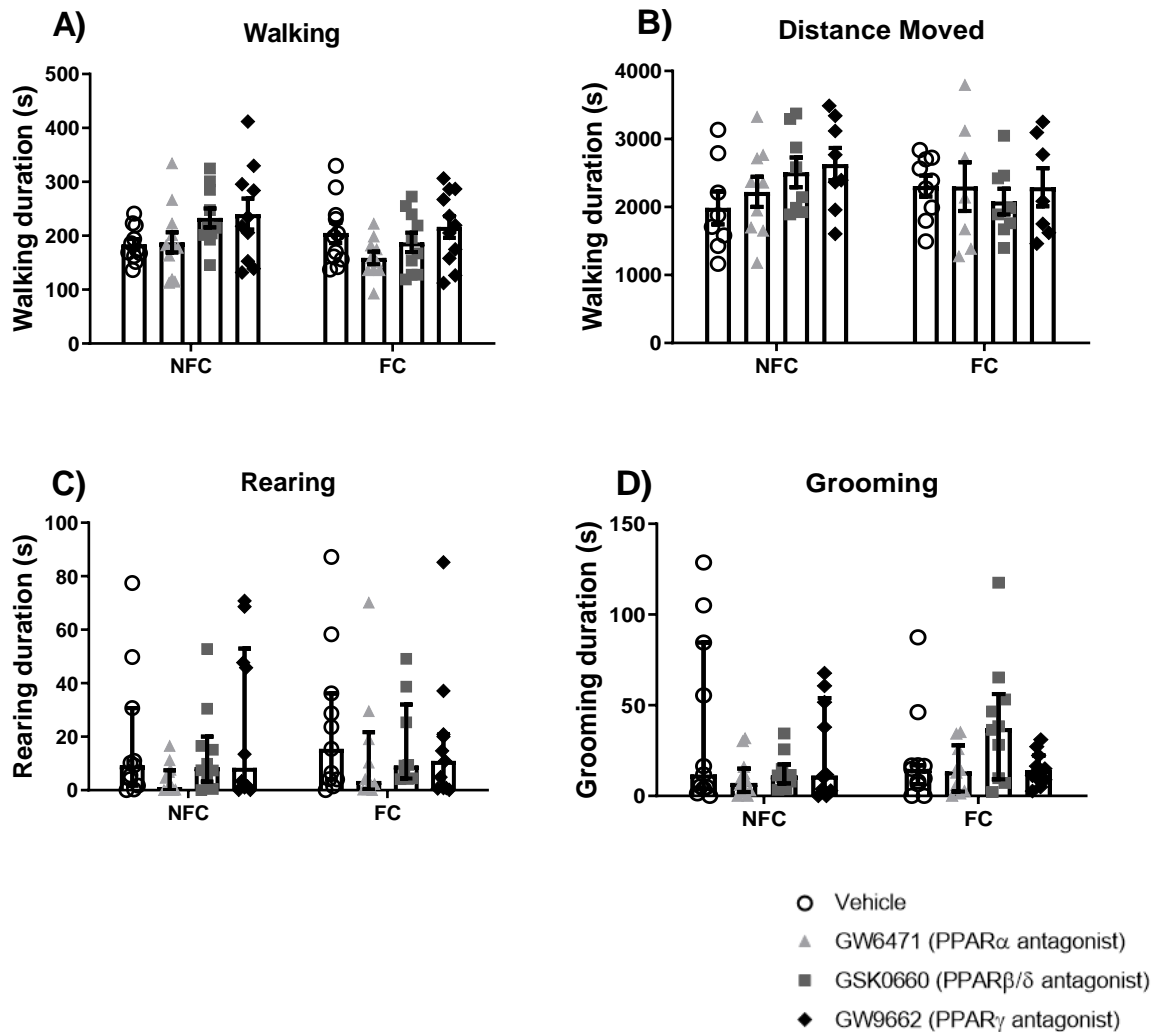 A)
Walking
Walking duration (s)
500
400
300
200
100
0
NFC
FC
B)
Distance Moved
Walking duration (s)
4000
3000
2000
1000
0
NFC
FC
C)
Rearing
Rearing duration (s)
100
80
60
40
20
0
NFC
FC
D)
Grooming
Grooming duration (s)
150
100
50
0
NFC
FC
Vehicle
GW6471 (PPARα antagonist)
GSK0660 (PPARβ/δ antagonist)
GW9662 (PPARγ antagonist)